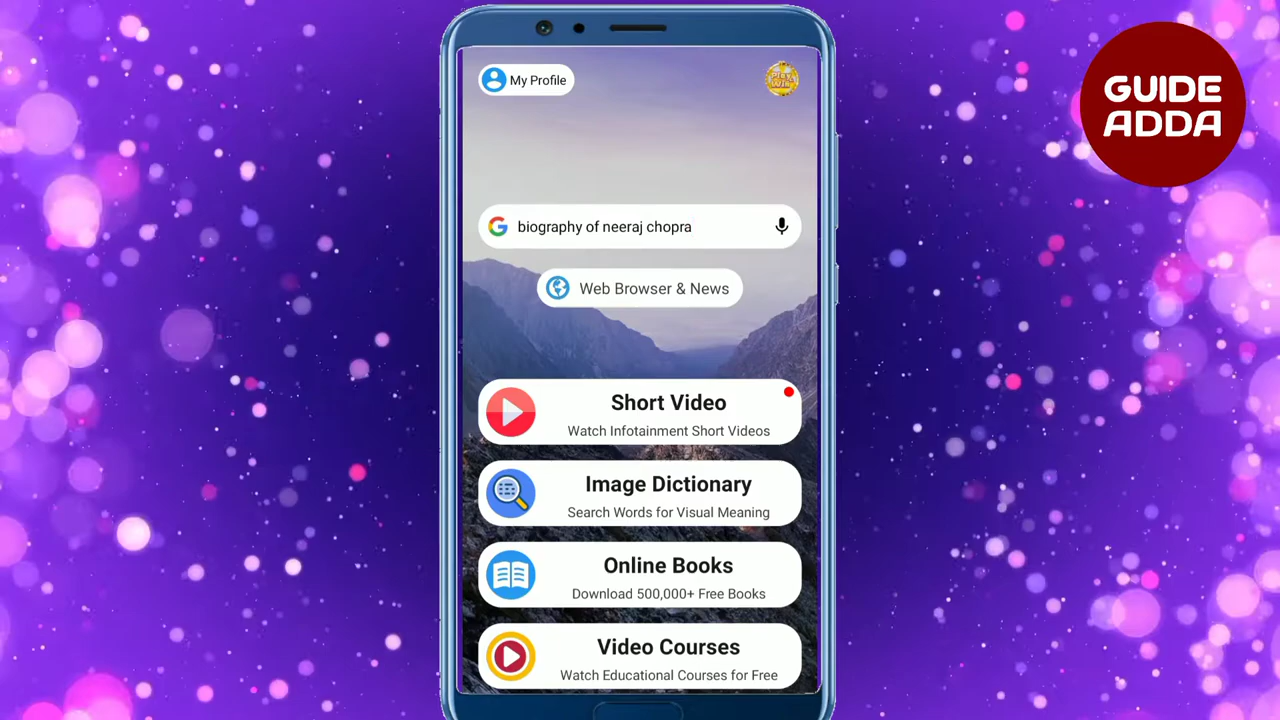 My Profile
PLAY
WIN
GUIDE
ADDA
biography of neeraj chopra
Web Browser & News
Short Video
Watch Infotainment Short Videos
Image Dictionary
Search Words for Visual Meaning
Online Books
Download 500,000+ Free Books
Video Courses
Watch Educational Courses for Free